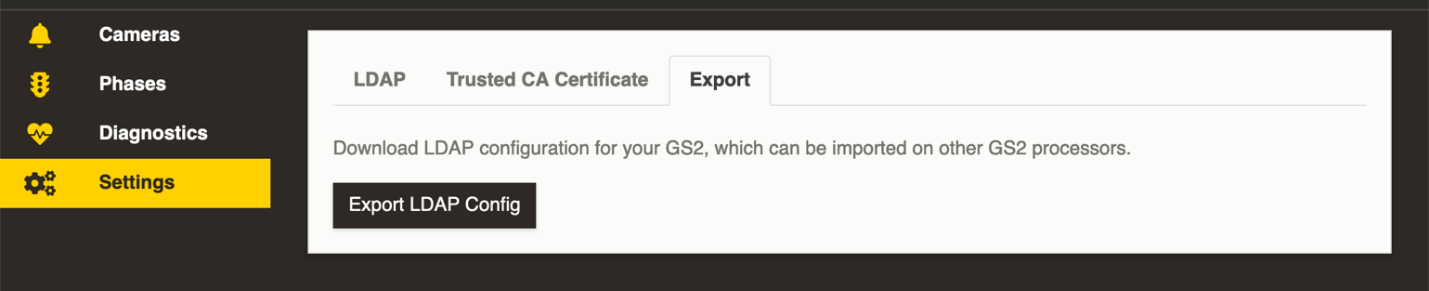 Cameras
Phases
Diagnostics
Settings
LDAP Trusted CA Certificate Export
Download LDAP configuration for your GS2, which can be imported on other GS2 processors.
Export LDAP Config